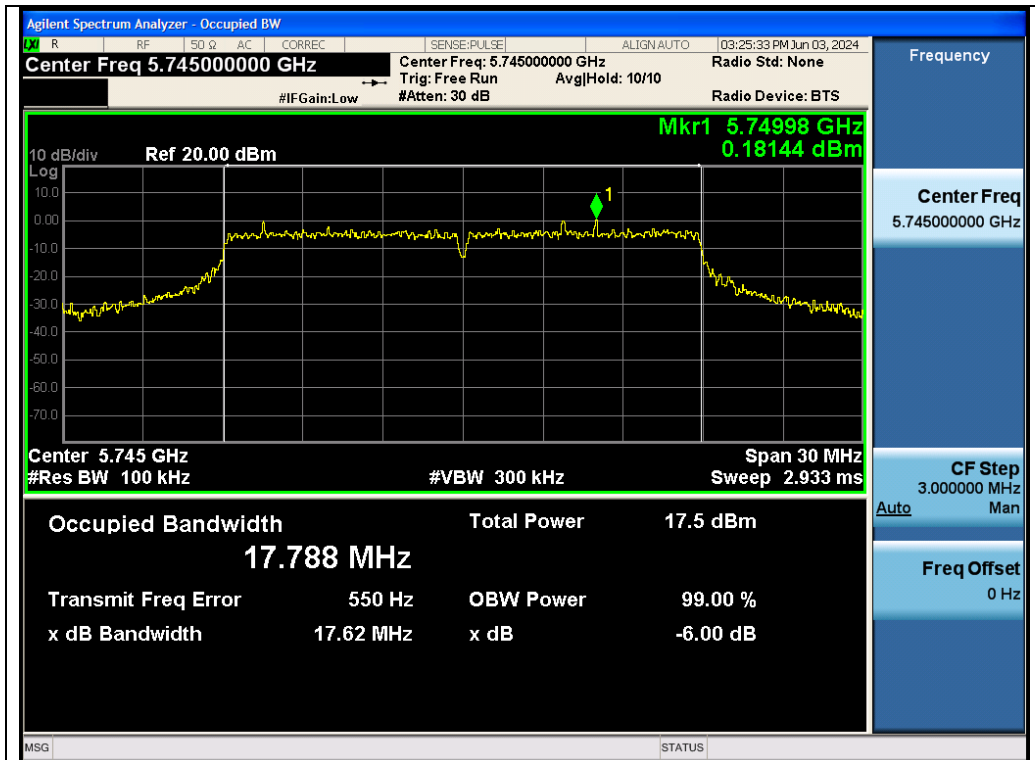 Agilent Spectrum Analyzer - Occupied BW
LXI R RF 50 Ω AC CORREC SENSE:PULSE ALIGN AUTO 03:25:33 PM Jun 03, 2024
Center Freq 5.745000000 GHz
Center Freq: 5.745000000 GHz
Radio Std: None
Trig: Free Run Avg|Hold: 10/10
#IFGain:Low
#Atten: 30 dB
Radio Device: BTS
Mkr1 5.74998 GHz
0.18144 dBm
10 dB/div Ref 20.00 dBm
Log
10.0
0.00
-10.0
-20.0
-30.0
-40.0
-50.0
-60.0
-70.0
1
Center 5.745 GHz Span 30 MHz
#Res BW 100 kHz #VBW 300 kHz Sweep 2.933 ms
Occupied Bandwidth Total Power 17.5 dBm
17.788 MHz
Transmit Freq Error 550 Hz OBW Power 99.00 %
x dB Bandwidth 17.62 MHz x dB -6.00 dB
MSG STATUS
Frequency
Center Freq
5.745000000 GHz
CF Step
3.000000 MHz
Auto Man
Freq Offset
0 Hz